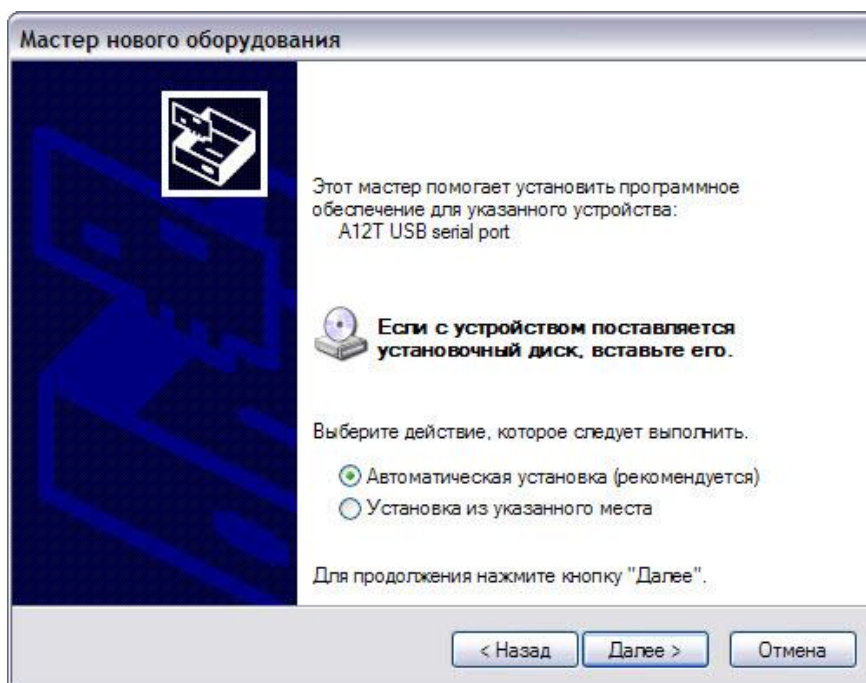 Мастер нового оборудования
Этот мастер помогает установить программное
обеспечение для указанного устройства:
A12T USB serial port
Если с устройством поставляется
установочный диск, вставьте его.
Выберите действие, которое следует выполнить.
Автоматическая установка (рекомендуется)
Установка из указанного места
Для продолжения нажмите кнопку "Далее".
< Назад Далее > Отмена